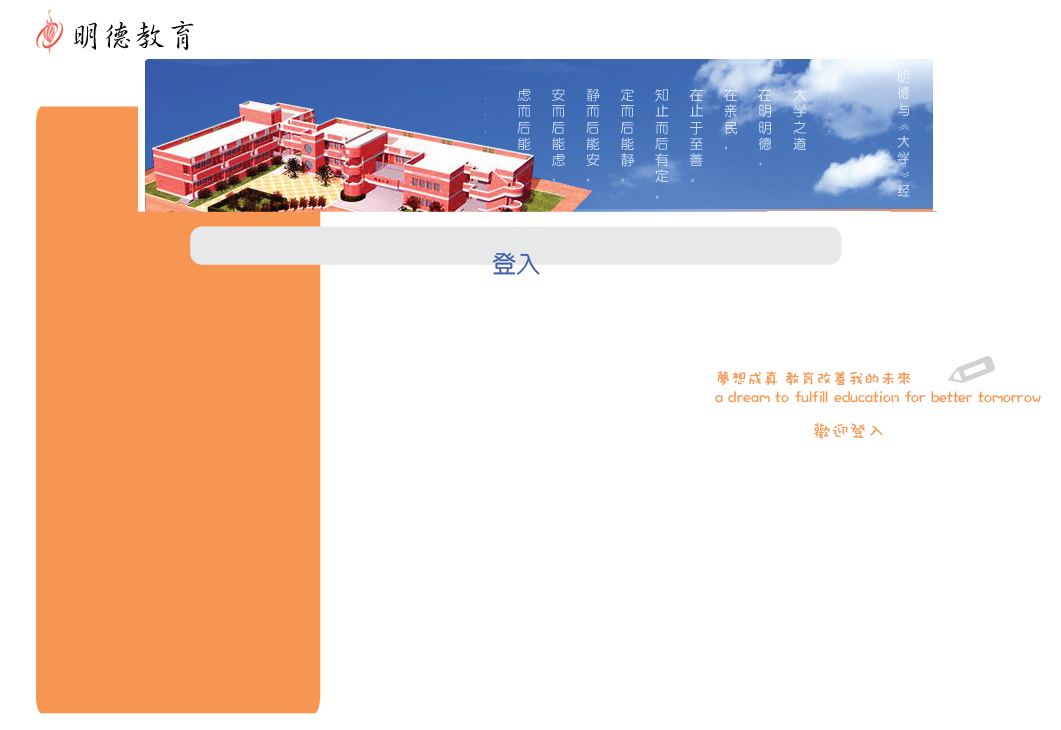 明德教育
明德与《大学》经
大学之道
在明明德，
在亲民，
在止于至善。
知止而后有定，
定而后能静，
静而后能安，
安而后能虑，
虑而后能
登入
夢想成真 教育改善我的未來
a dream to fulfill education for better tomorrow
歡迎登入